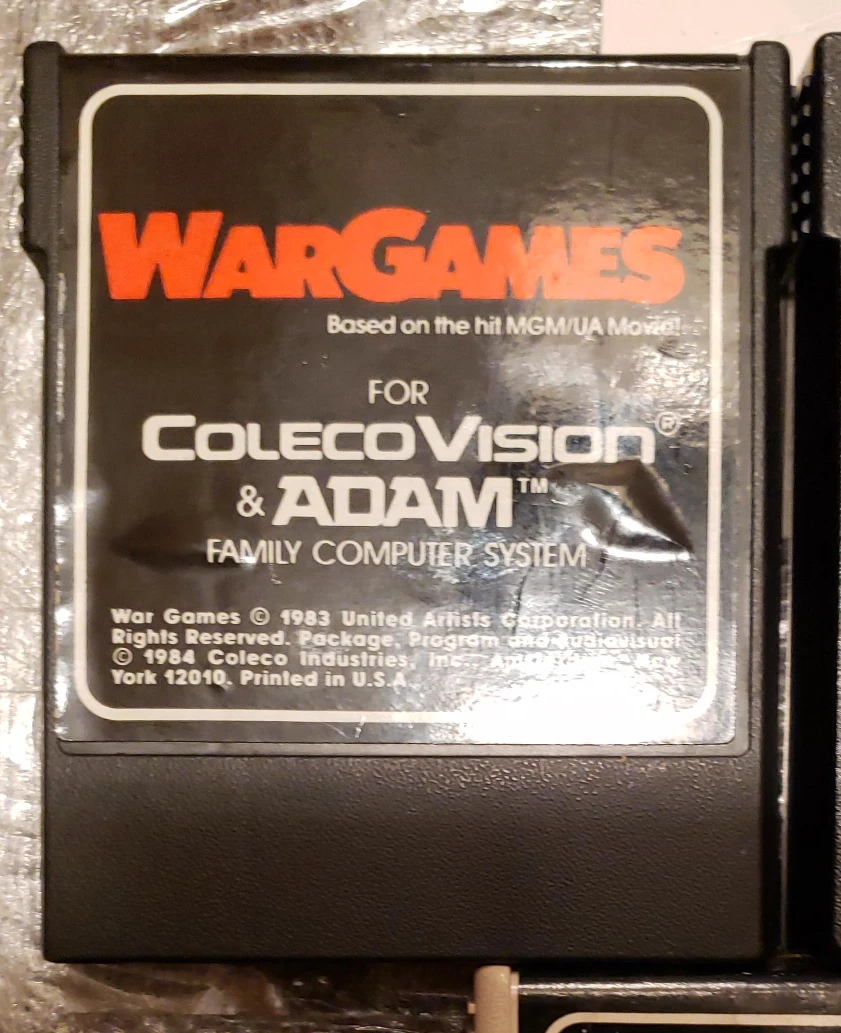 WARGAMES
Based on the hit MGM/UA Movie!
FOR
COLECOVISION®
& ADAM™
FAMILY COMPUTER SYSTEM
War Games © 1983 United Artists Corporation. All
Rights Reserved. Package, Program and audiovisual
© 1984 Coleco Industries, Inc., New
York 12010. Printed in U.S.A.